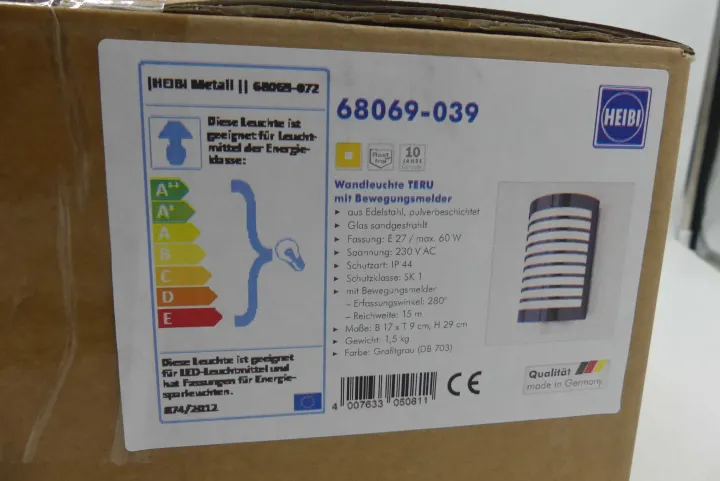 |HEIBI Metall || 68069-072
Diese Leuchte ist
geeignet für Leucht-
mittel der Energie-
klasse:
A++
A+
A
B
C
D
E
Diese Leuchte ist geeignet
für LED-Leuchtmittel und
hat Fassungen für Energie-
sparleuchten.
874/2012
68069-039
HEIBI
Rost
frei
10
JAHRE
Wandleuchte TERU
mit Bewegungsmelder
▸ aus Edelstahl, pulverbeschichtet
▸ Glas sandgestrahlt
▸ Fassung: E 27 / max. 60 W
▸ Spannung: 230 V AC
▸ Schutzart: IP 44
▸ Schutzklasse: SK 1
▸ mit Bewegungsmelder
– Erfassungswinkel: 280°
– Reichweite: 15 m
▸ Maße: B 17 x T 9 cm, H 29 cm
▸ Gewicht: 1,5 kg
▸ Farbe: Grafitgrau (DB 703)
4 007633 050811
CE
Qualität
made in Germany